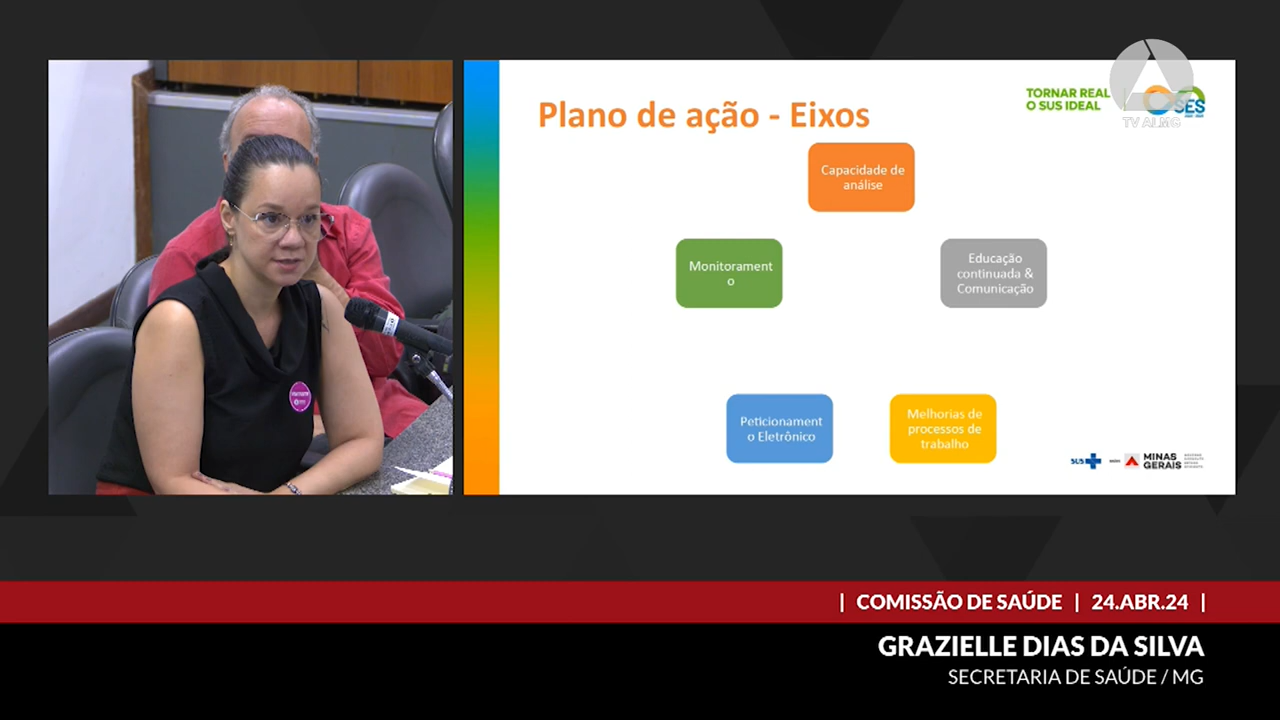 Plano de ação - Eixos
TORNAR REAL
O SUS IDEAL
SES
TV ALMG
Capacidade de
análise
Monitorament
o
Educação
continuada &
Comunicação
Peticionament
o Eletrônico
Melhorias de
processos de
trabalho
SUS
MINAS
GERAIS
| COMISSÃO DE SAÚDE | 24.ABR.24 |
GRAZIELLE DIAS DA SILVA
SECRETARIA DE SAÚDE / MG